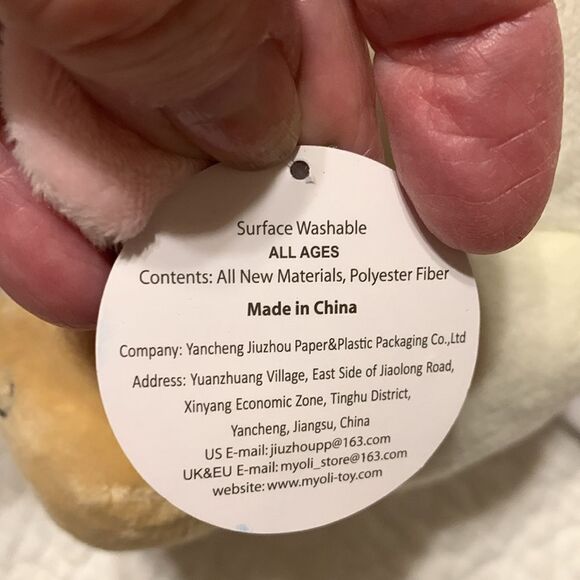 Surface Washable
ALL AGES
Contents: All New Materials, Polyester Fiber
Made in China
Company: Yancheng Jiuzhou Paper&Plastic Packaging Co.,Ltd
Address: Yuanzhuang Village, East Side of Jiaolong Road,
Xinyang Economic Zone, Tinghu District,
Yancheng, Jiangsu, China
US E-mail: jiuzhoupp@163.com
UK&EU E-mail: myoli_store@163.com
website: www.myoli-toy.com